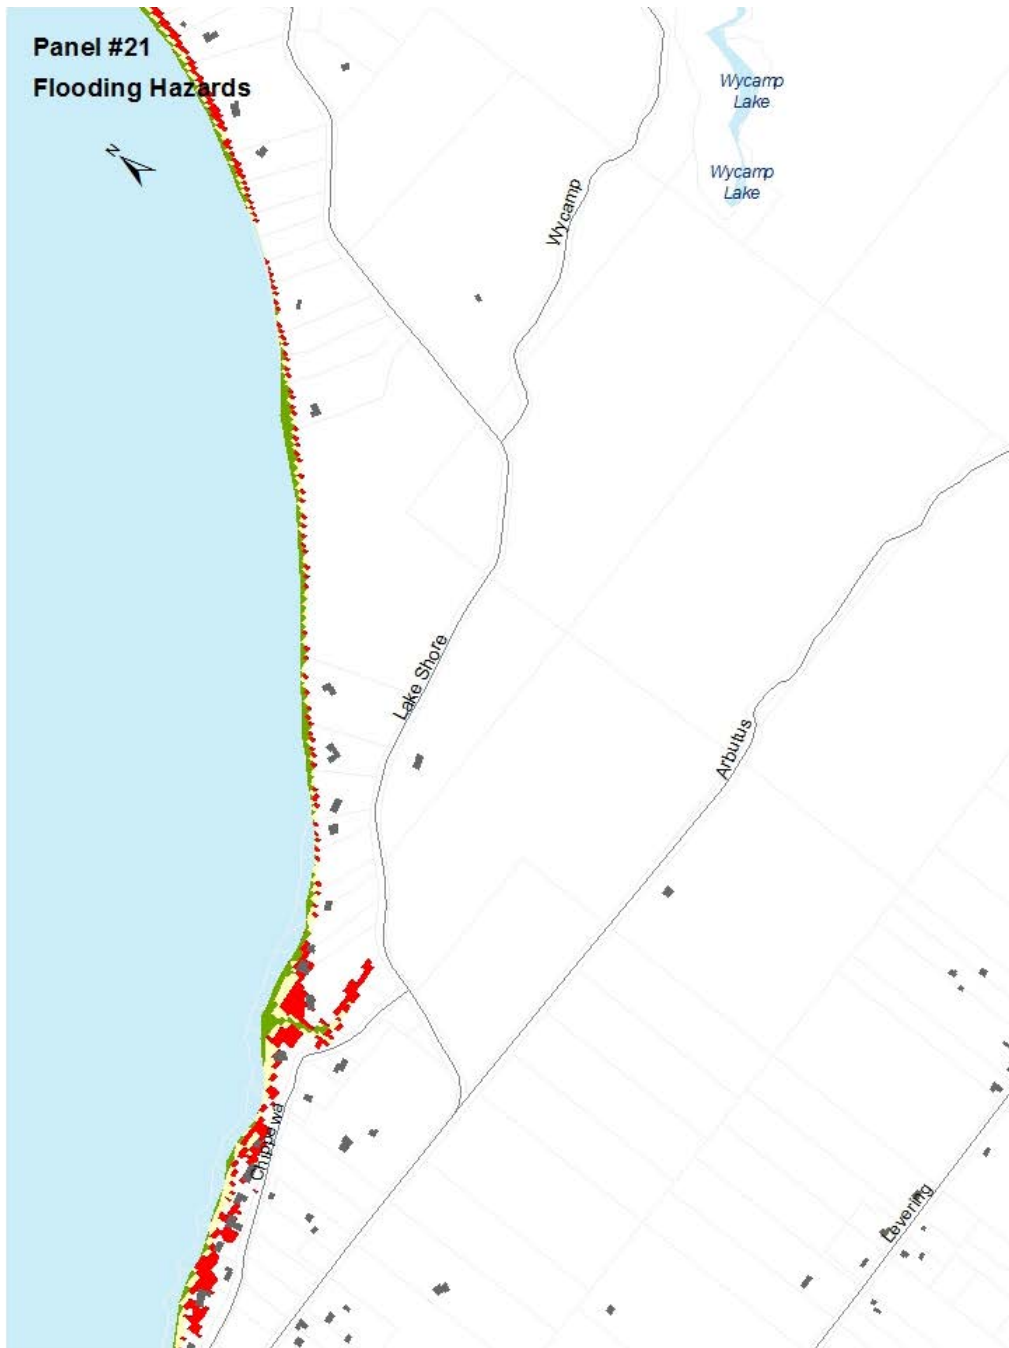 Panel #21
Flooding Hazards
N
Wycamp
Lake
Wycamp
Lake
Wycamp
Lake Shore
Arbutus
Chippewa
Levering